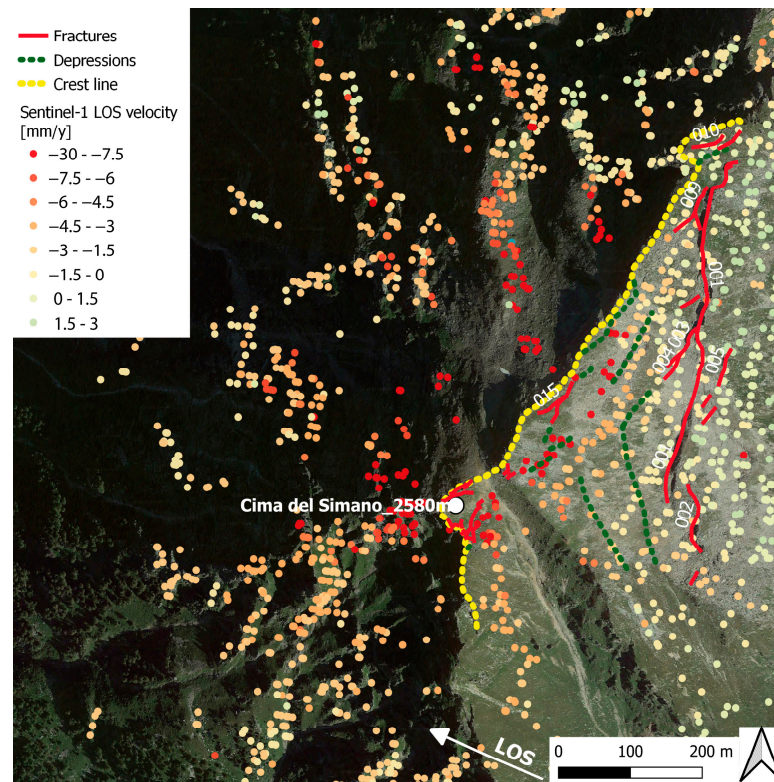 Fractures
Depressions
Crest line
Sentinel-1 LOS velocity
[mm/y]
−30 - −7.5
−7.5 - −6
−6 - −4.5
−4.5 - −3
−3 - −1.5
−1.5 - 0
0 - 1.5
1.5 - 3
010
009
001
003
004
005
015
001
002
Cima del Simano_2580m
LOS
0 100 200 m